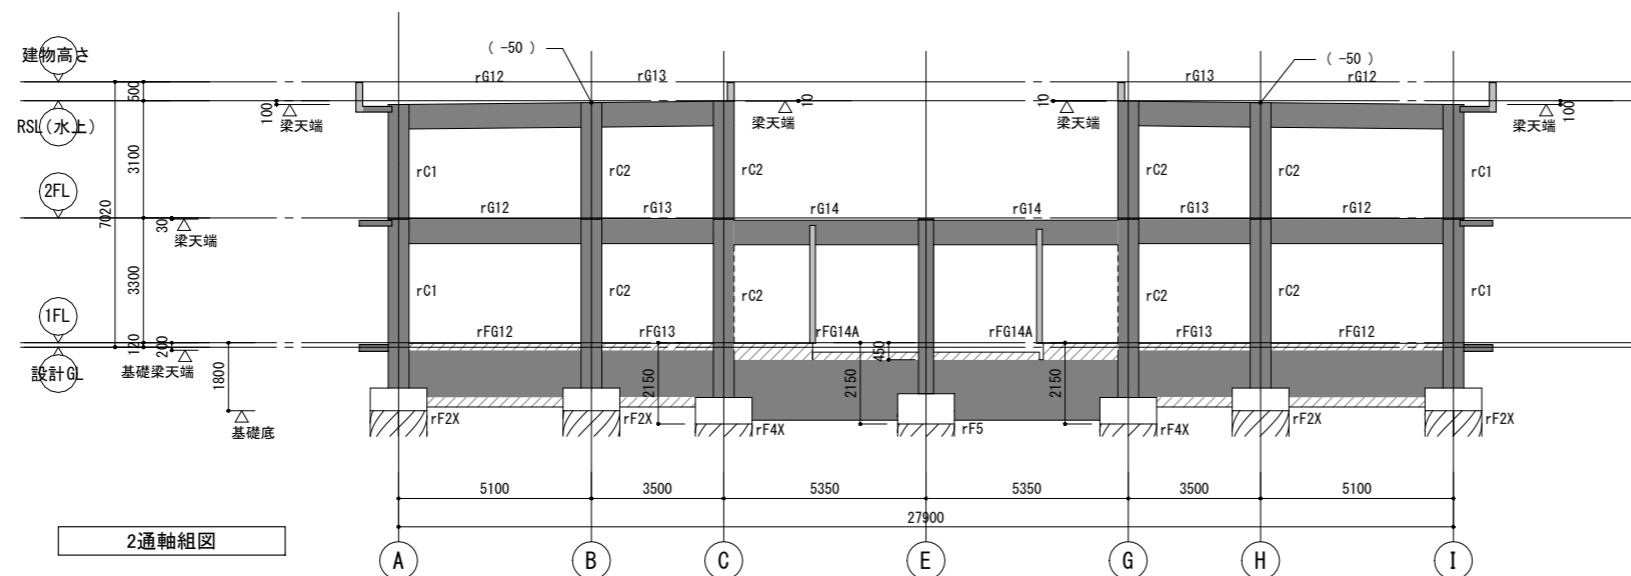 ( -50 )
( -50 )
建物高さ
rG12
rG13
rG13
rG12
500
100
10
10
100
RSL(水上)
梁天端
梁天端
梁天端
梁天端
3100
rC1
rC2
rC2
rC2
rC2
rC1
2FL
7020
30
rG12
rG13
rG14
rG14
rG13
rG12
梁天端
3300
rC1
rC2
rC2
rC2
rC2
rC1
1FL
rFG12
rFG13
rFG14A
rFG14A
rFG13
rFG12
120
200
450
設計GL
基礎梁天端
1800
2150
2150
2150
基礎底
rF2X
rF2X
rF4X
rF5
rF4X
rF2X
rF2X
5100
3500
5350
5350
3500
5100
27900
2通軸組図
A
B
C
E
G
H
I